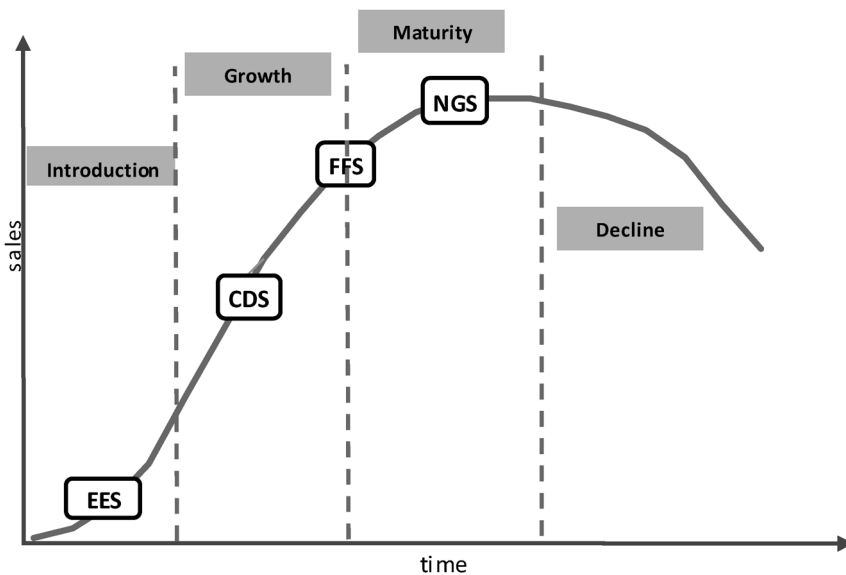 Maturity
Growth
NGS
FFS
Introduction
sales
Decline
CDS
EES
time